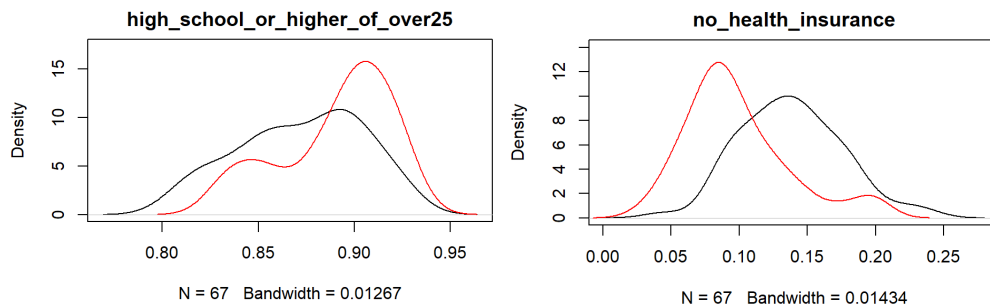 high_school_or_higher_of_over25
Density
15
10
5
0
0.80 0.85 0.90 0.95
N = 67 Bandwidth = 0.01267
no_health_insurance
Density
12
8
6
4
2
0
0.00 0.05 0.10 0.15 0.20 0.25
N = 67 Bandwidth = 0.01434